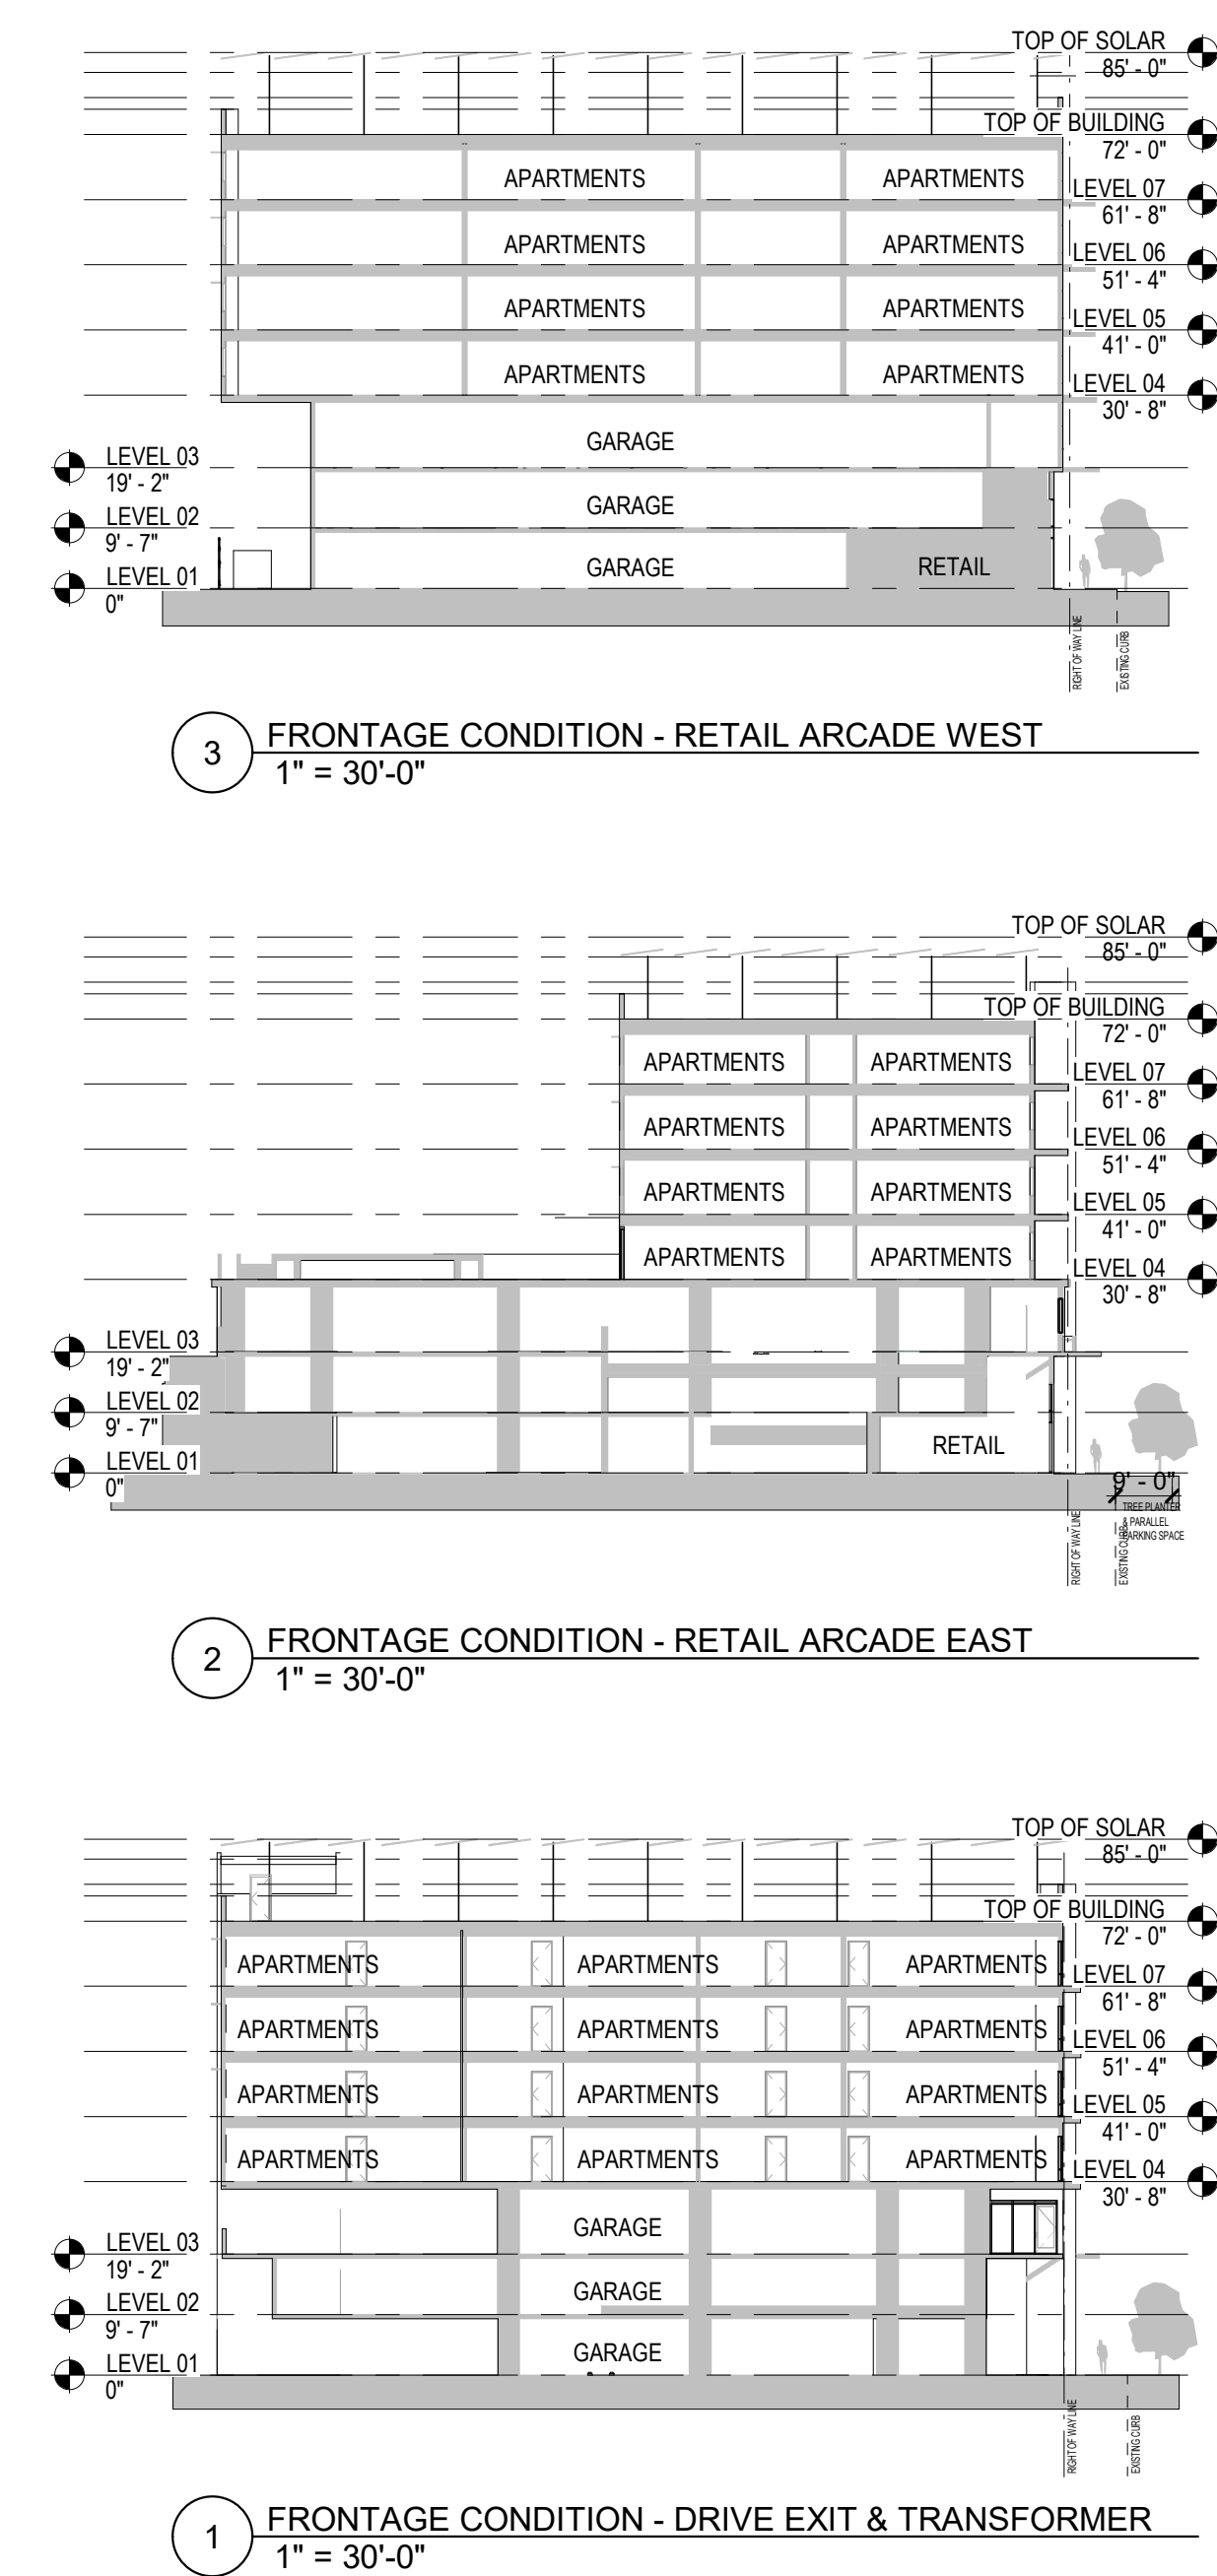 TOP OF SOLAR
85' - 0"
TOP OF BUILDING
72' - 0"
APARTMENTS APARTMENTS
LEVEL 07
61' - 8"
APARTMENTS APARTMENTS
LEVEL 06
51' - 4"
APARTMENTS APARTMENTS
LEVEL 05
41' - 0"
APARTMENTS APARTMENTS
LEVEL 04
30' - 8"
GARAGE
LEVEL 03
19' - 2"
GARAGE
LEVEL 02
9' - 7"
GARAGE
RETAIL
LEVEL 01
0"
RIGHT OF WAY LINE
EXISTING CURB
3
FRONTAGE CONDITION - RETAIL ARCADE WEST
1" = 30'-0"
TOP OF SOLAR
85' - 0"
TOP OF BUILDING
72' - 0"
APARTMENTS APARTMENTS
LEVEL 07
61' - 8"
APARTMENTS APARTMENTS
LEVEL 06
51' - 4"
APARTMENTS APARTMENTS
LEVEL 05
41' - 0"
APARTMENTS APARTMENTS
LEVEL 04
30' - 8"
LEVEL 03
19' - 2"
LEVEL 02
9' - 7"
RETAIL
LEVEL 01
0"
9' - 0"
TREE PLANTER
& PARALLEL
PARKING SPACE
RIGHT OF WAY LINE
EXISTING CURB
2
FRONTAGE CONDITION - RETAIL ARCADE EAST
1" = 30'-0"
TOP OF SOLAR
85' - 0"
TOP OF BUILDING
72' - 0"
APARTMENTS APARTMENTS APARTMENTS
LEVEL 07
61' - 8"
APARTMENTS APARTMENTS APARTMENTS
LEVEL 06
51' - 4"
APARTMENTS APARTMENTS APARTMENTS
LEVEL 05
41' - 0"
APARTMENTS APARTMENTS APARTMENTS
LEVEL 04
30' - 8"
GARAGE
LEVEL 03
19' - 2"
GARAGE
LEVEL 02
9' - 7"
GARAGE
LEVEL 01
0"
RIGHT OF WAY LINE
EXISTING CURB
1
FRONTAGE CONDITION - DRIVE EXIT & TRANSFORMER
1" = 30'-0"